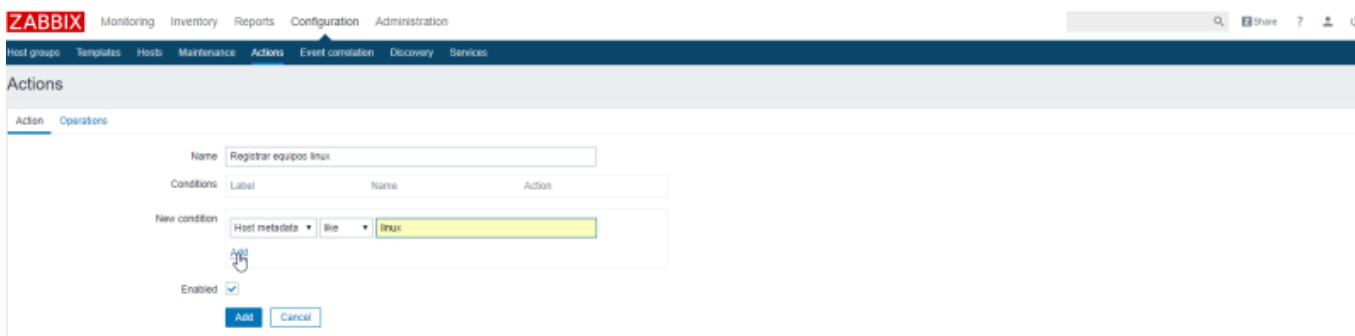 ZABBIX Monitoring Inventory Reports Configuration Administration Share ?
Host groups Templates Hosts Maintenance Actions Event correlation Discovery Services
Actions
Action Operations
Name Registrar equipos linux
Conditions Label Name Action
New condition Host metadata like linux
Add
Enabled
Add Cancel